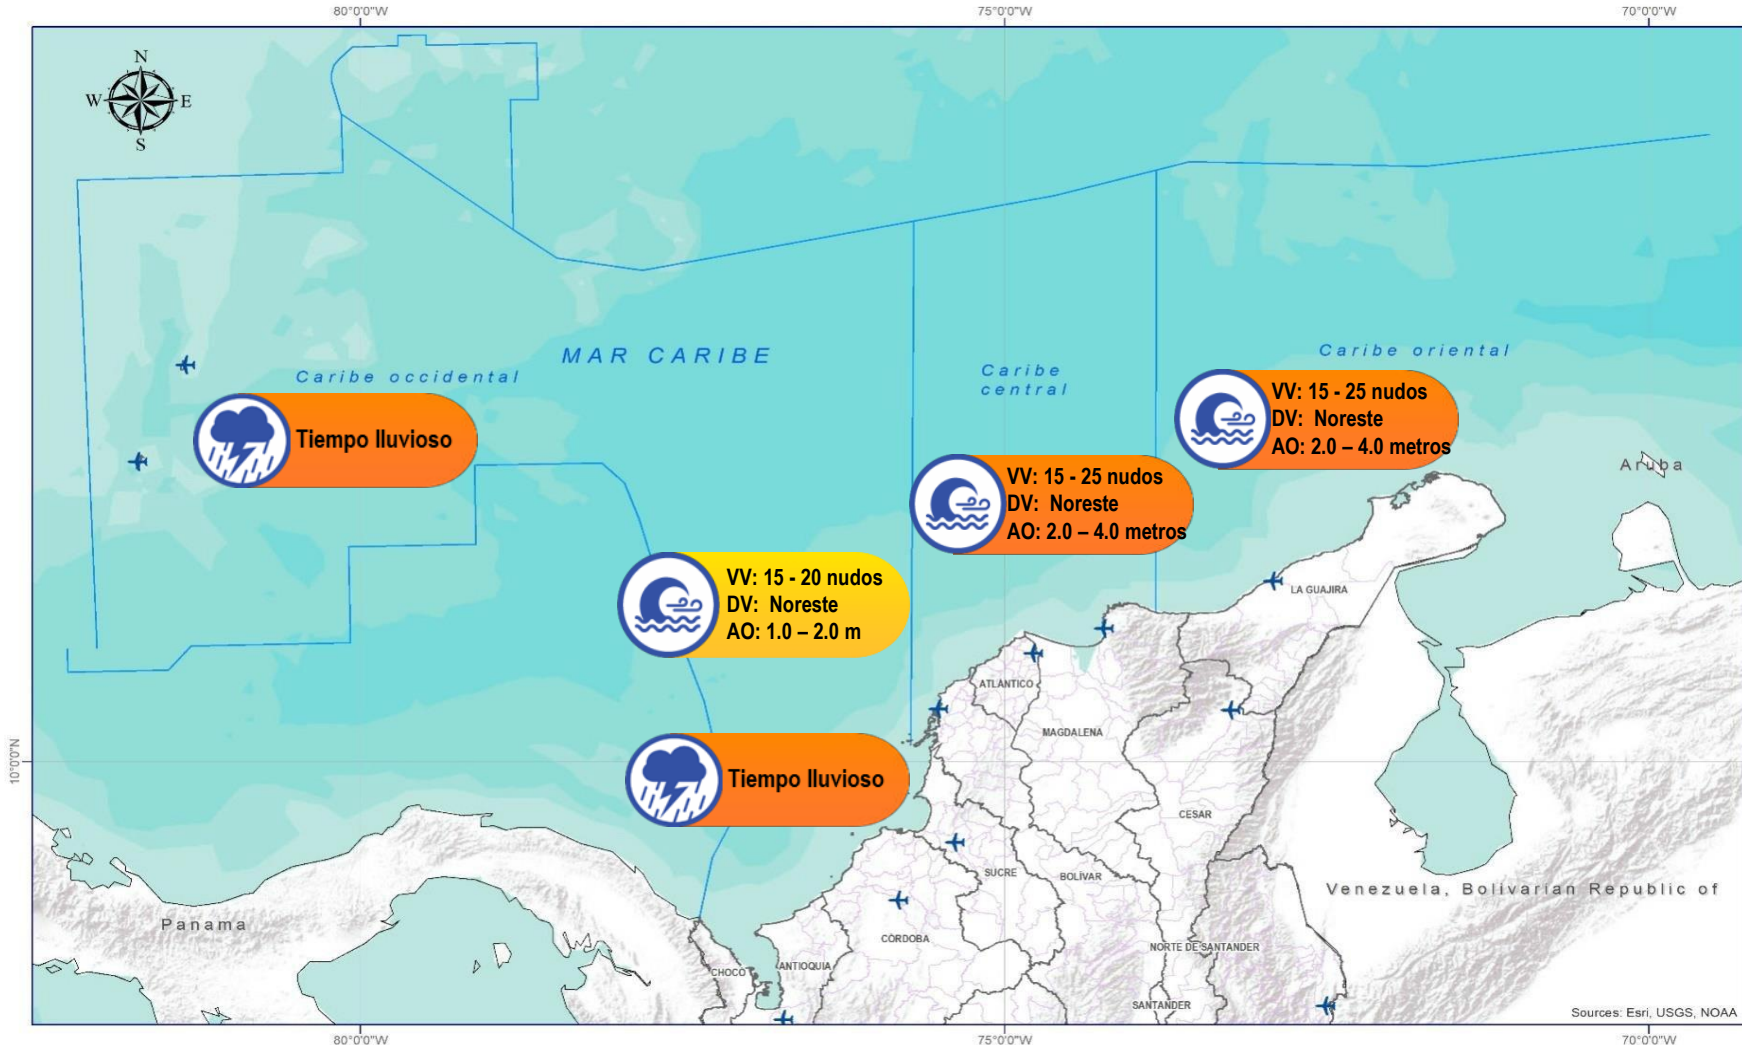 80°0'0"W
75°0'0"W
70°0'0"W
N
W
E
S
MAR CARIBE
Caribe occidental
Caribe
central
Caribe oriental
VV: 15 - 25 nudos
DV: Noreste
AO: 2.0 – 4.0 metros
Tiempo lluvioso
VV: 15 - 25 nudos
DV: Noreste
AO: 2.0 – 4.0 metros
Aruba
VV: 15 - 20 nudos
DV: Noreste
AO: 1.0 – 2.0 m
LA GUAJIRA
ATLÁNTICO
MAGDALENA
10°0'0"N
Tiempo lluvioso
CESAR
SUCRE
BOLÍVAR
Venezuela, Bolivarian Republic of
Panama
CÓRDOBA
NORTE DE SANTANDER
CHOCÓ
ANTIOQUIA
SANTANDER
Sources: Esri, USGS, NOAA
80°0'0"W
75°0'0"W
70°0'0"W